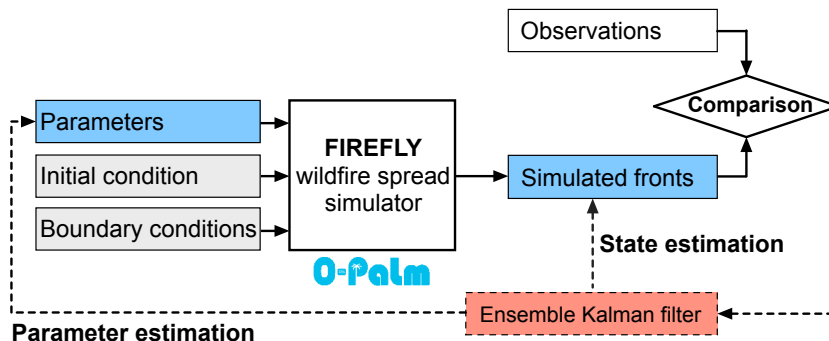 Observations
Comparison
Parameters
Initial condition
Boundary conditions
FIREFLY
wildfire spread
simulator
O-PaLm
Simulated fronts
State estimation
Ensemble Kalman filter
Parameter estimation